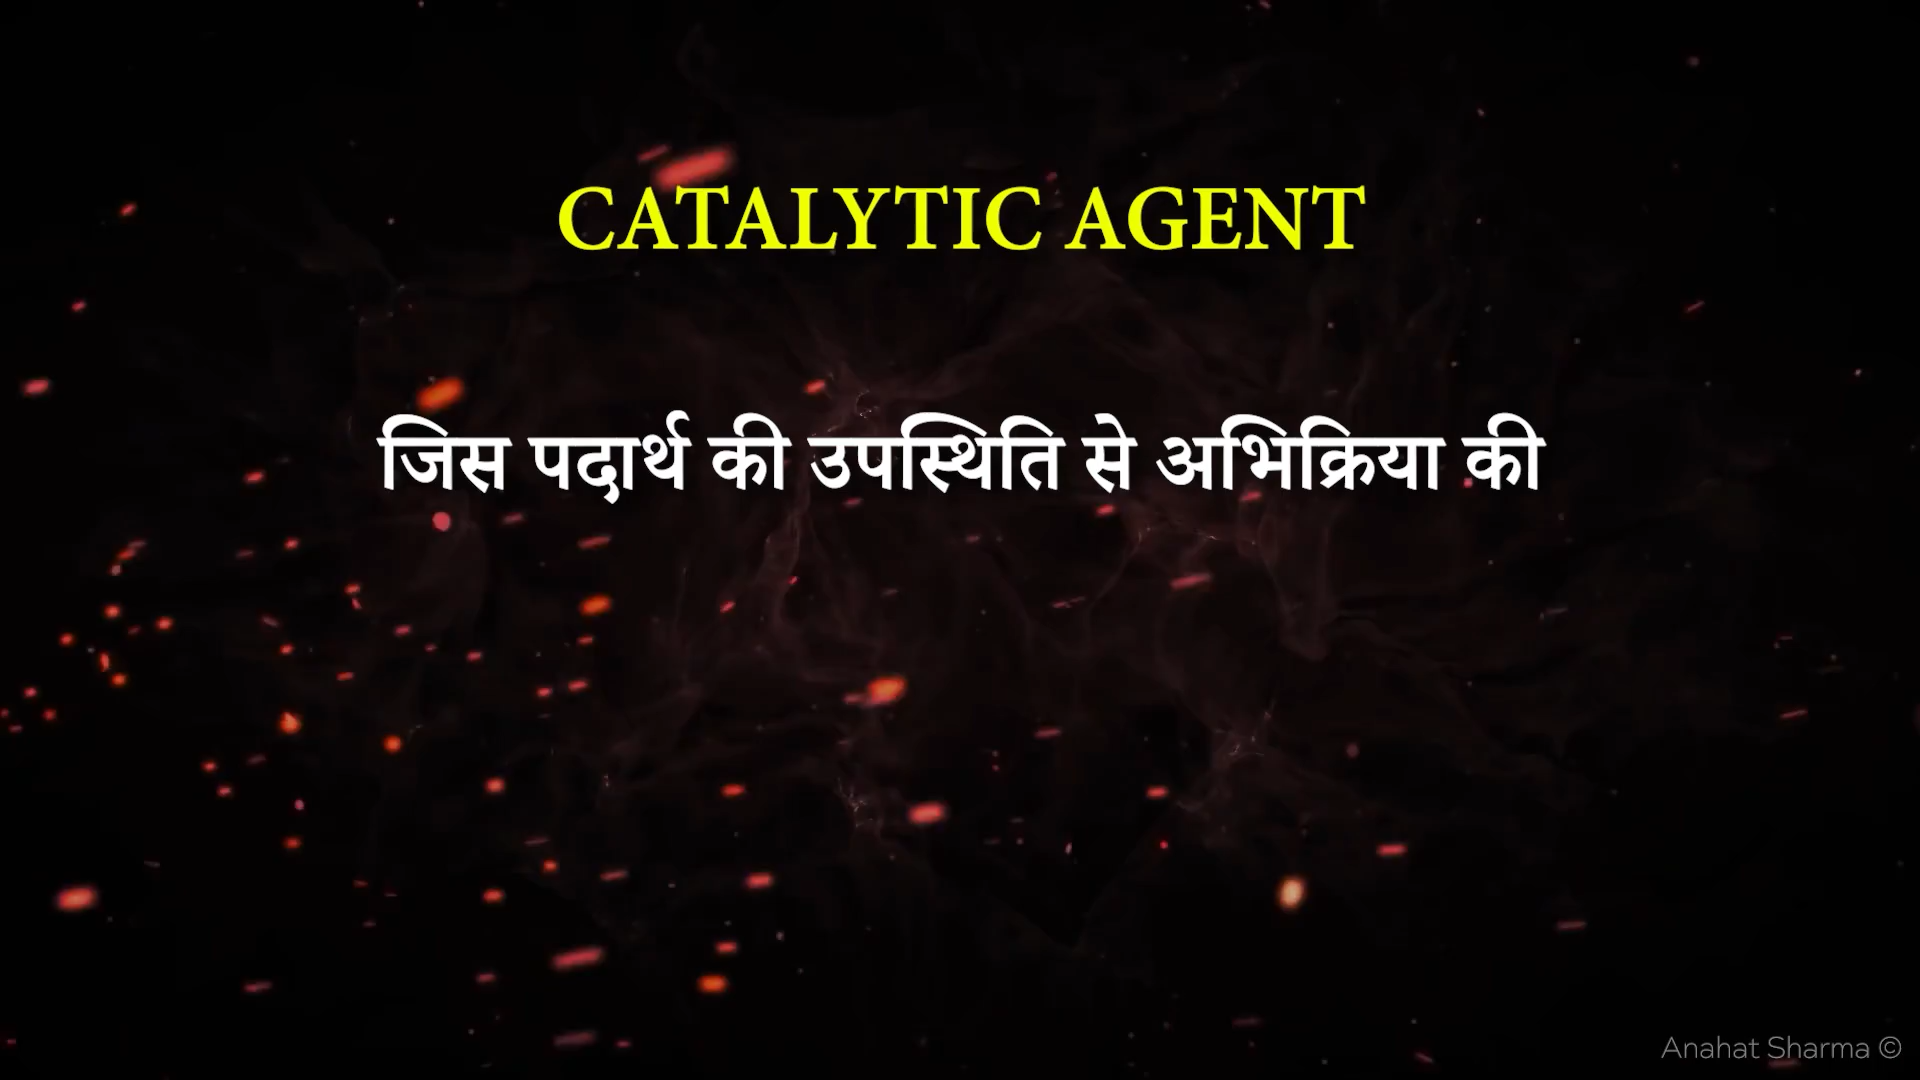 CATALYTIC AGENT
जिस पदार्थ की उपस्थिति से अभिक्रिया की
Anahat Sharma ©